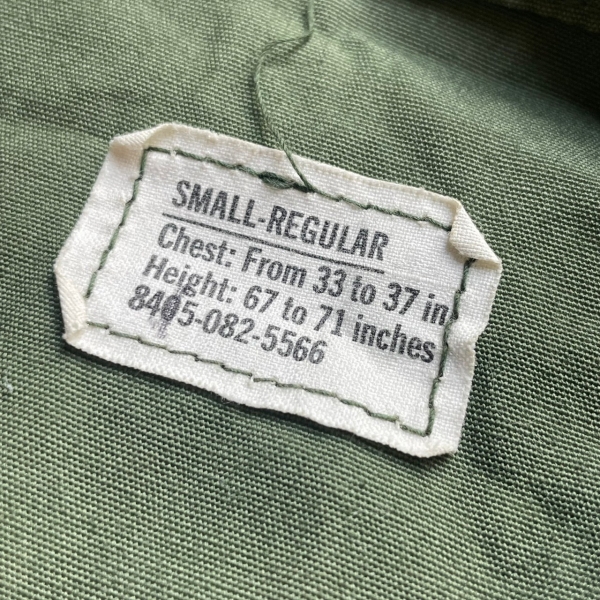 SMALL-REGULAR
Chest: From 33 to 37 in
Height: 67 to 71 inches
8405-082-5566